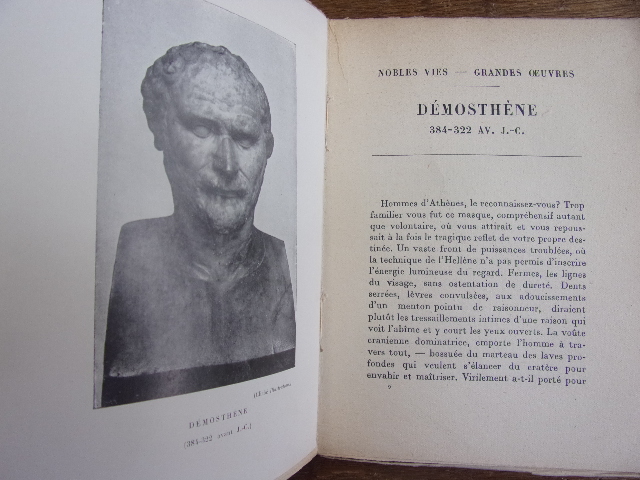 DÉMOSTHÈNE
(384-322 avant J.-C.)
NOBLES VIES — GRANDES ŒUVRES
DÉMOSTHÈNE
384-322 AV. J.-C.
Hommes d'Athènes, le reconnaissez-vous? Trop
familier vous fut ce masque, compréhensif autant
que volontaire, où vous attirait et vous repous-
sait à la fois le tragique reflet de votre propre des-
tinée. Un vaste front de puissances troublées, où
la technique de l'Hellène n'a pas permis d'inscrire
l'énergie lumineuse du regard. Fermes, les lignes
du visage, sans ostentation de dureté. Dents
serrées, lèvres convulsées, aux adoucissements
d'un menton pointu de raisonneur, diraient
plutôt les tressaillements intimes d'une raison qui
voit l'abîme et y court les yeux ouverts. La voûte
cranienne dominatrice, emporte l'homme à tra-
vers tout, — bossuée du marteau des laves pro-
fondes qui veulent s'élancer du cratère pour
envahir et maîtriser. Virilement a-t-il porté pour